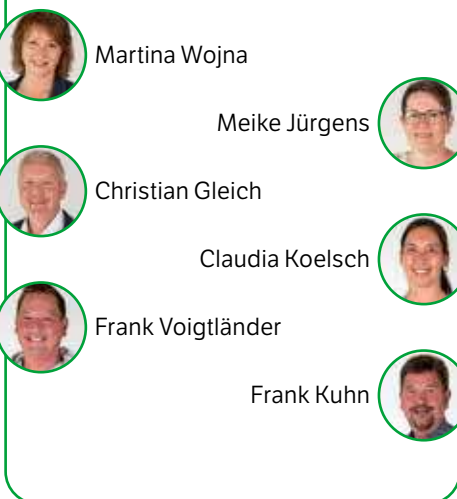 Martina Wojna
Meike Jürgens
Christian Gleich
Claudia Koelsch
Frank Voigtländer
Frank Kuhn